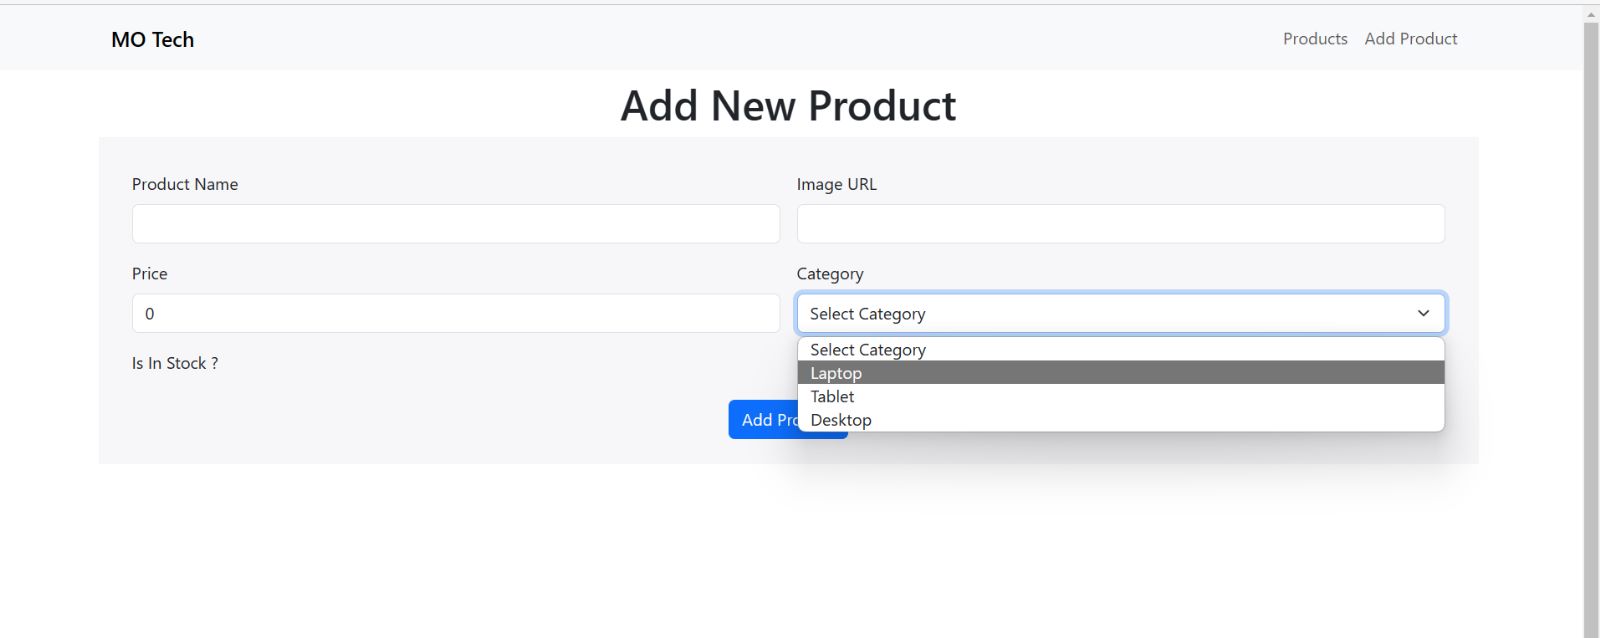 MO Tech
Products
Add Product
Add New Product
Product Name
Image URL
Price
Category
0
Select Category
Select Category
Is In Stock ?
Laptop
Tablet
Add Pro
Desktop